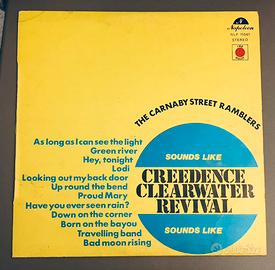 Napoleon
NLP 11061
STEREO
THE CARNABY STREET RAMBLERS
As long as I can see the light
Green river
Hey, tonight
Lodi
Looking out my back door
Up round the bend
Proud Mary
Have you ever seen rain?
Down on the corner
Born on the bayou
Travelling band
Bad moon rising
SOUNDS LIKE
CREEDENCE
CLEARWATER
REVIVAL
SOUNDS LIKE